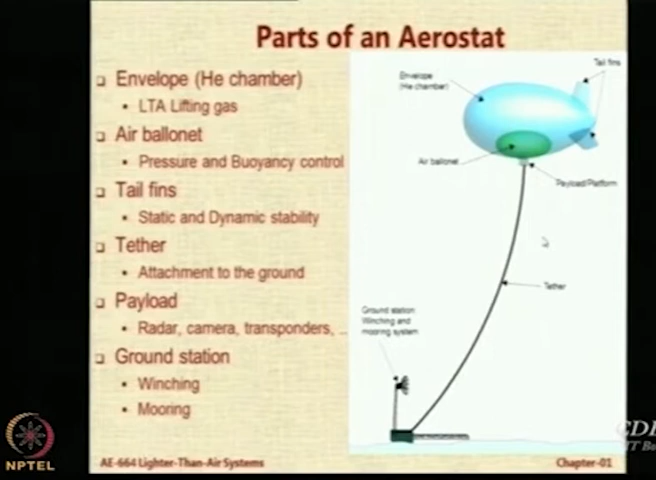 Parts of an Aerostat
Envelope (He chamber)
LTA Lifting gas
Air ballonet
Pressure and Buoyancy control
Tail fins
Static and Dynamic stability
Tether
Attachment to the ground
Payload
Radar, camera, transponders, ...
Ground station
Winching
Mooring
Tail fins
Envelope
(He chamber)
Air ballonet
Payload/Platform
Tether
Ground station:
Winching and
mooring system
NPTEL
AE-664 Lighter-Than-Air Systems
Chapter-01
CDE
IIT Bo